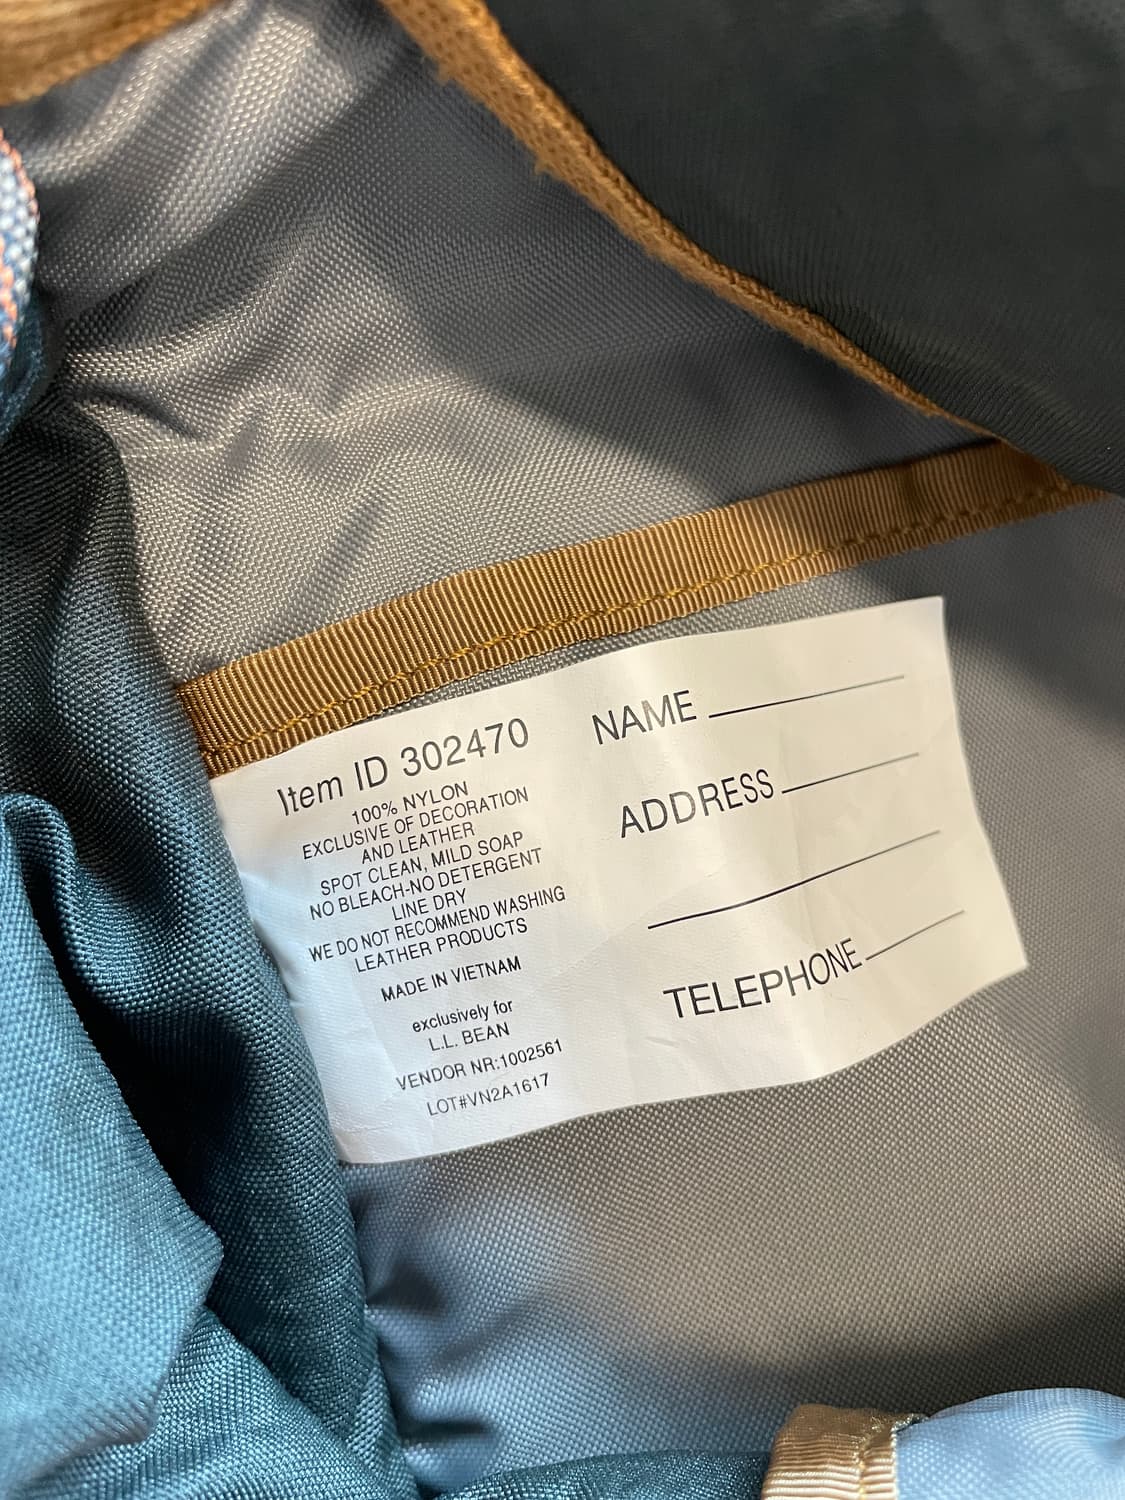 Item ID 302470
100% NYLON
EXCLUSIVE OF DECORATION
AND LEATHER
SPOT CLEAN, MILD SOAP
NO BLEACH-NO DETERGENT
LINE DRY
WE DO NOT RECOMMEND WASHING
LEATHER PRODUCTS
MADE IN VIETNAM
exclusively for
L.L. BEAN
VENDOR NR:1002561
LOT#VN2A1617
NAME
ADDRESS
TELEPHONE